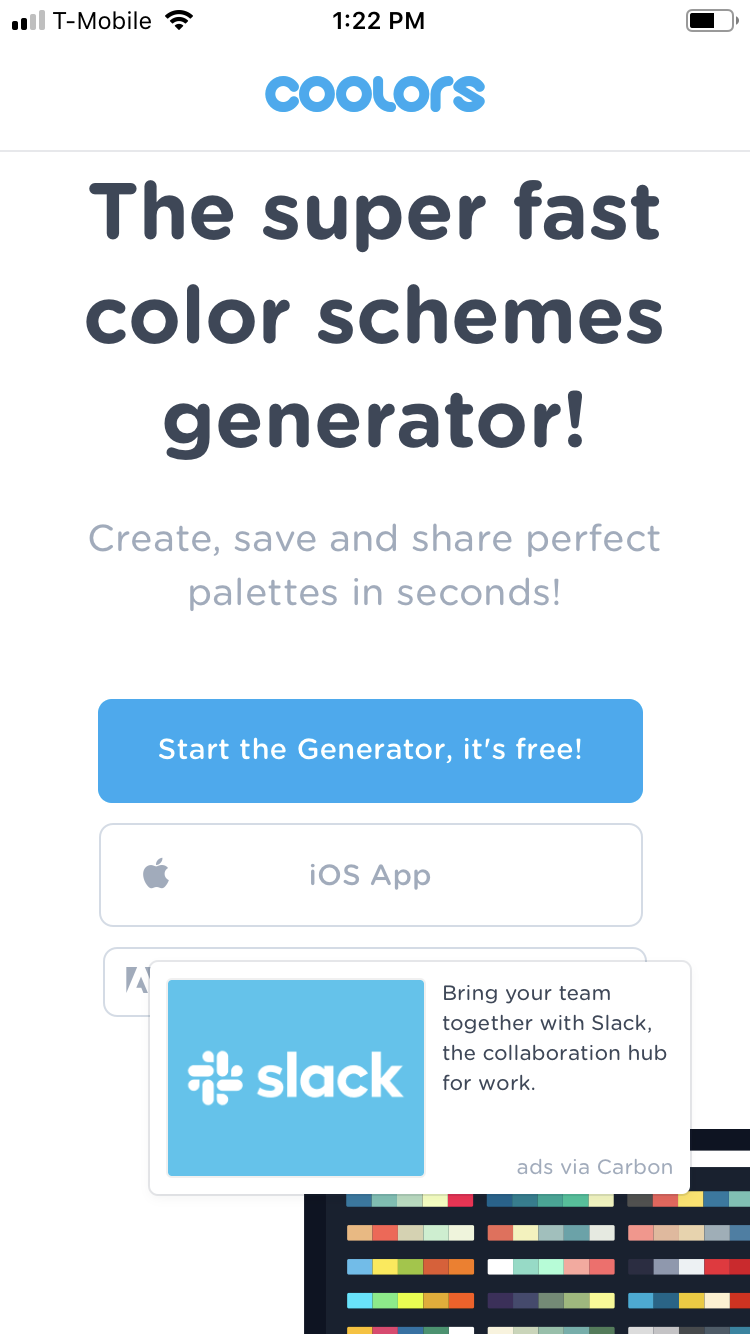 T-Mobile 1:22 PM
coolors
The super fast
color schemes
generator!
Create, save and share perfect
palettes in seconds!
Start the Generator, it's free!
iOS App
slack
Bring your team
together with Slack,
the collaboration hub
for work.
ads via Carbon